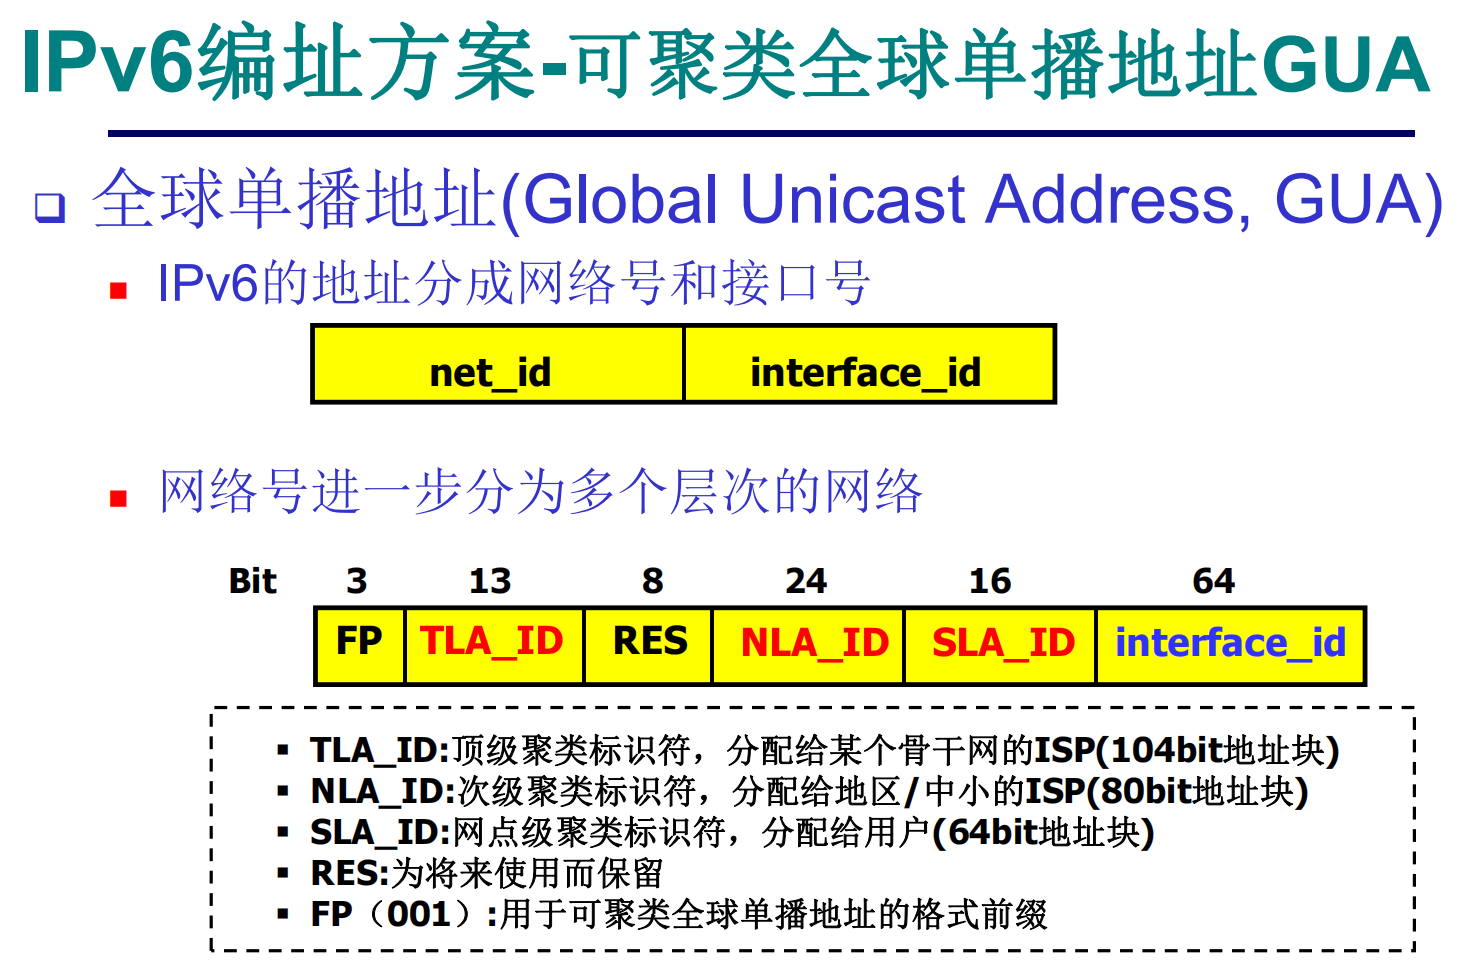 IPv6编址方案-可聚类全球单播地址GUA
全球单播地址(Global Unicast Address, GUA)
IPv6的地址分成网络号和接口号
net_id interface_id
网络号进一步分为多个层次的网络
Bit 3 13 8 24 16 64
FP TLA_ID RES NLA_ID SLA_ID interface_id
TLA_ID:顶级聚类标识符，分配给某个骨干网的ISP(104bit地址块)
NLA_ID:次级聚类标识符，分配给地区/中小的ISP(80bit地址块)
SLA_ID:网点级聚类标识符，分配给用户(64bit地址块)
RES:为将来使用而保留
FP（001）:用于可聚类全球单播地址的格式前缀